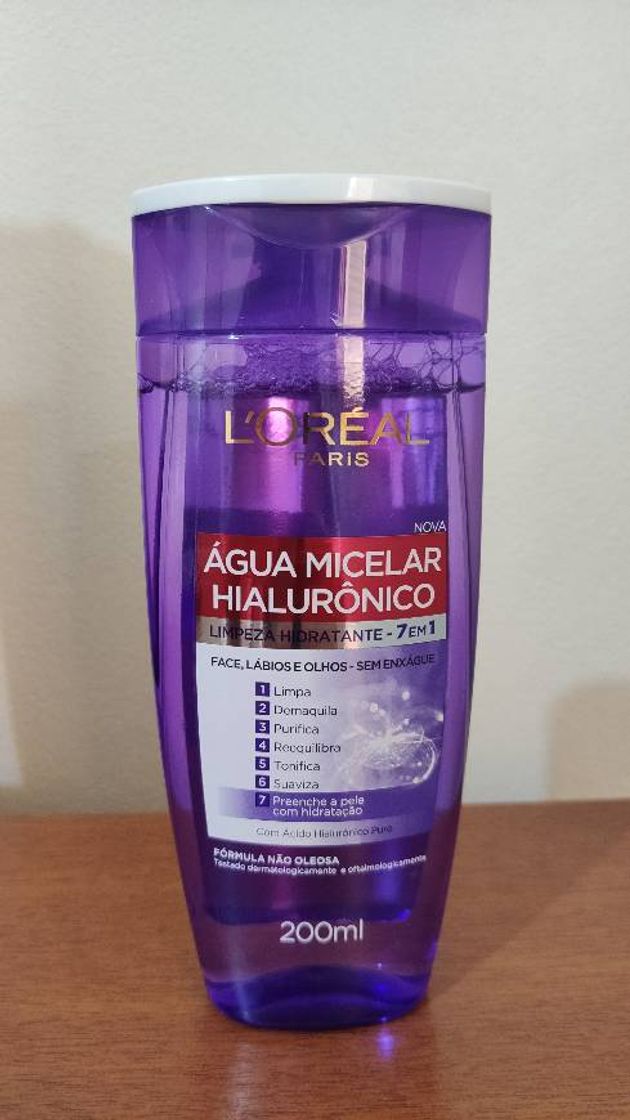 L'ORÉAL
PARIS
NOVA
ÁGUA MICELAR
HIALURÔNICO
LIMPEZA HIDRATANTE - 7 EM 1
FACE, LÁBIOS E OLHOS - SEM ENXÁGUE
1 Limpa
2 Demaquila
3 Purifica
4 Reequilibra
5 Tonifica
6 Suaviza
7 Preenche a pele
com hidratação
Com Ácido Hialurônico Puro
FÓRMULA NÃO OLEOSA
Testado dermatologicamente e oftalmologicamente
200ml